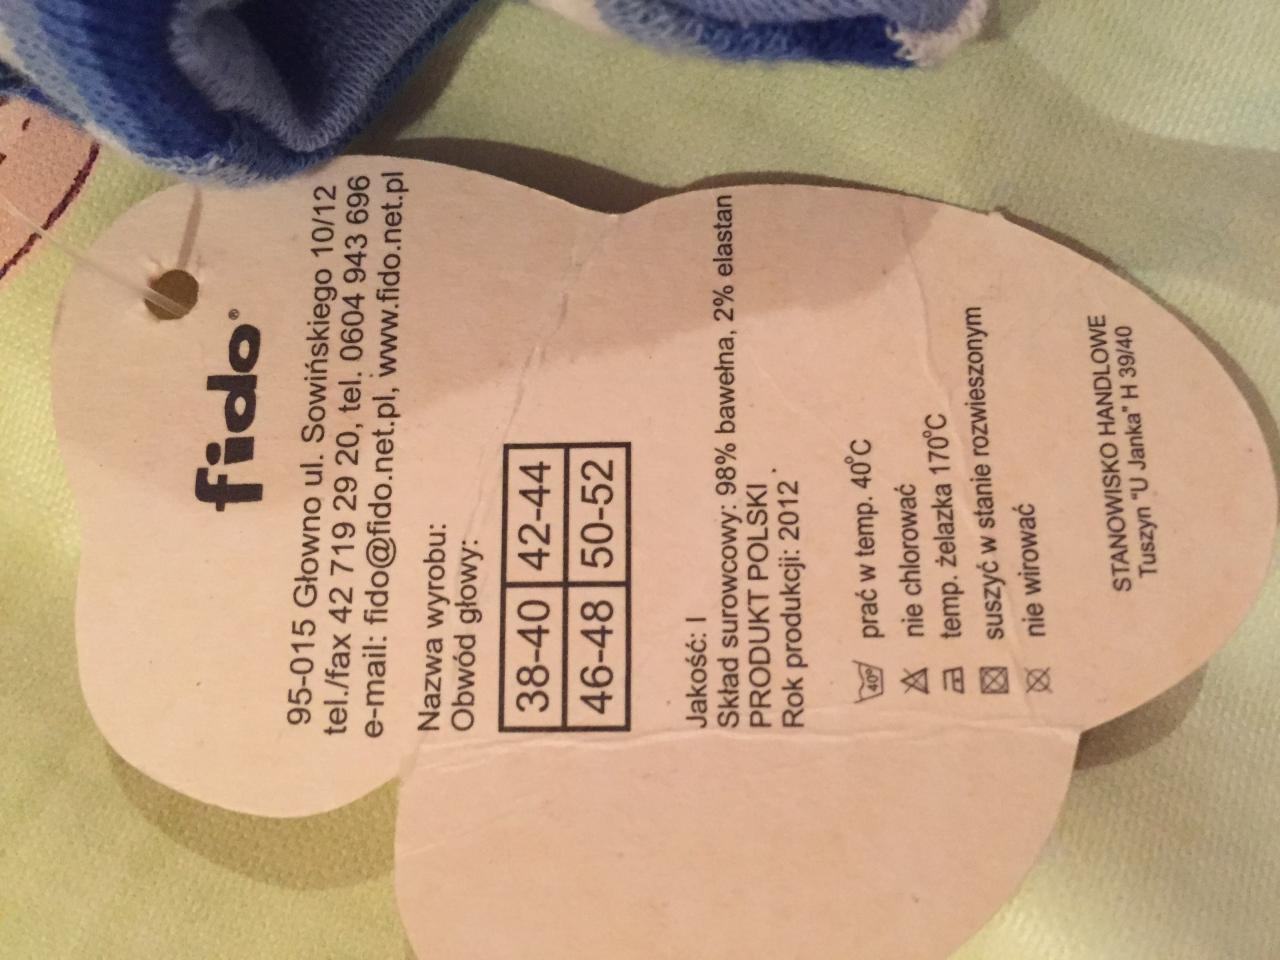 fido®
95-015 Głowno ul. Sowińskiego 10/12
tel./fax 42 719 29 20, tel. 0604 943 696
e-mail: fido@fido.net.pl, www.fido.net.pl
Nazwa wyrobu:
Obwód głowy:
38-40 42-44
46-48 50-52
Jakość: I
Skład surowcowy: 98% bawełna, 2% elastan
PRODUKT POLSKI
Rok produkcji: 2012
40° prać w temp. 40°C
nie chlorować
temp. żelazka 170°C
suszyć w stanie rozwieszonym
nie wirować
STANOWISKO HANDLOWE
Tuszyn "U Janka" H 39/40